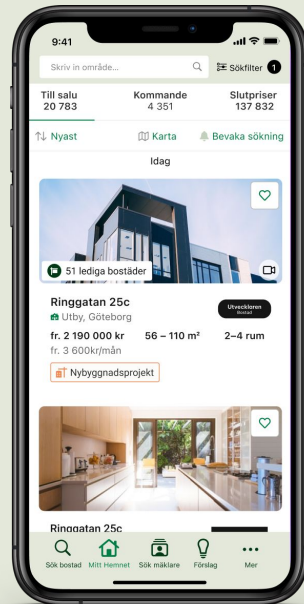 9:41
Skriv in område...
Sökfilter 1
Till salu Kommande Slutpriser
20 783 4 351 137 832
Nyast Karta Bevaka sökning
Idag
51 lediga bostäder
Ringgatan 25c
Utby, Göteborg
Utvecklaren
Bostad
fr. 2 190 000 kr 56 – 110 m² 2–4 rum
fr. 3 600kr/mån
Nybyggnadsprojekt
Ringgatan 25c
Sök bostad Mitt Hemnet Sök mäklare Förslag Mer